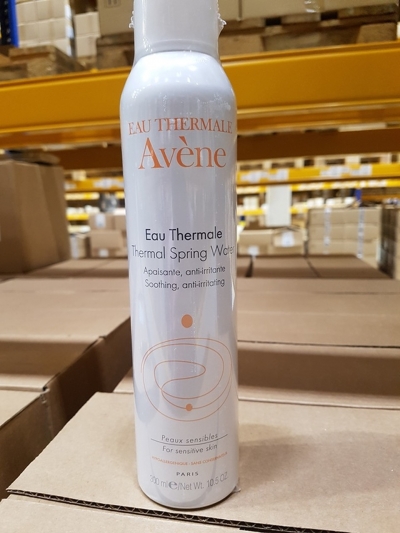 EAU THERMALE
Avène
Eau Thermale
Thermal Spring Water
Apaisante, anti-irritante
Soothing, anti-irritating
Peaux sensibles
For sensitive skin
PARIS
300 ml e/Net Wt. 10.5 OZ